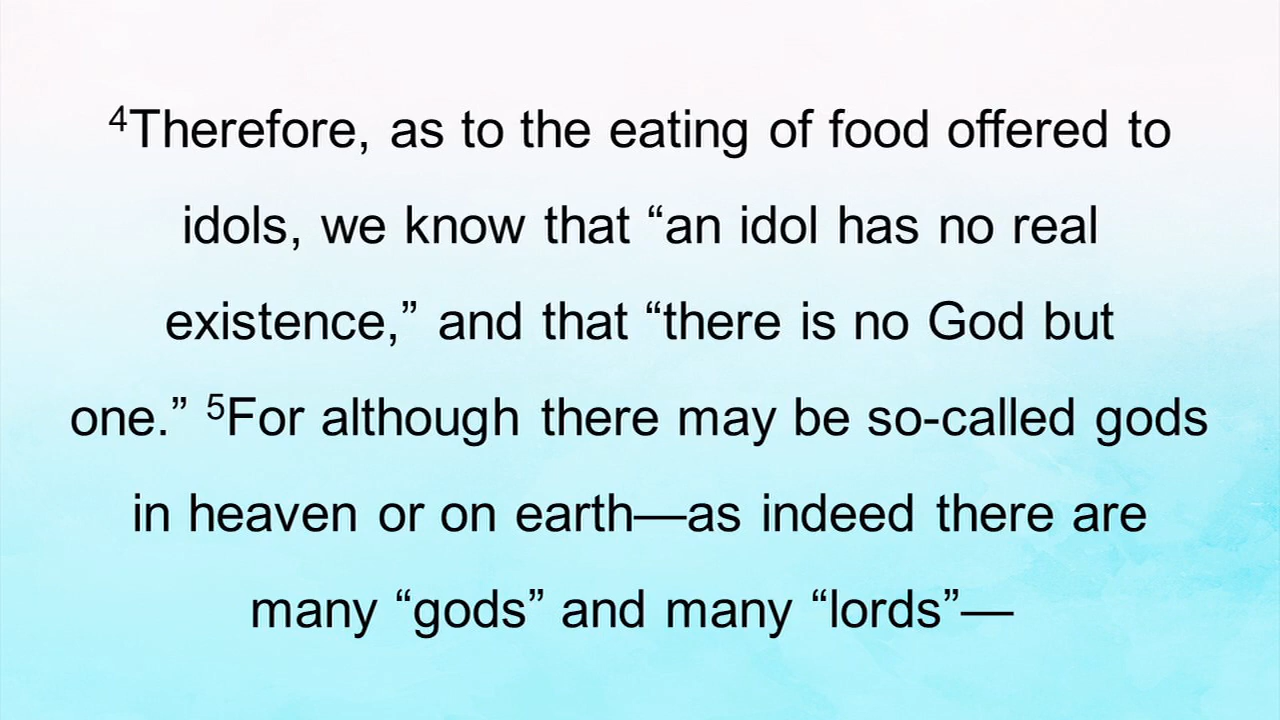 ⁴Therefore, as to the eating of food offered to
idols, we know that “an idol has no real
existence,” and that “there is no God but
one.” ⁵For although there may be so-called gods
in heaven or on earth—as indeed there are
many “gods” and many “lords”—